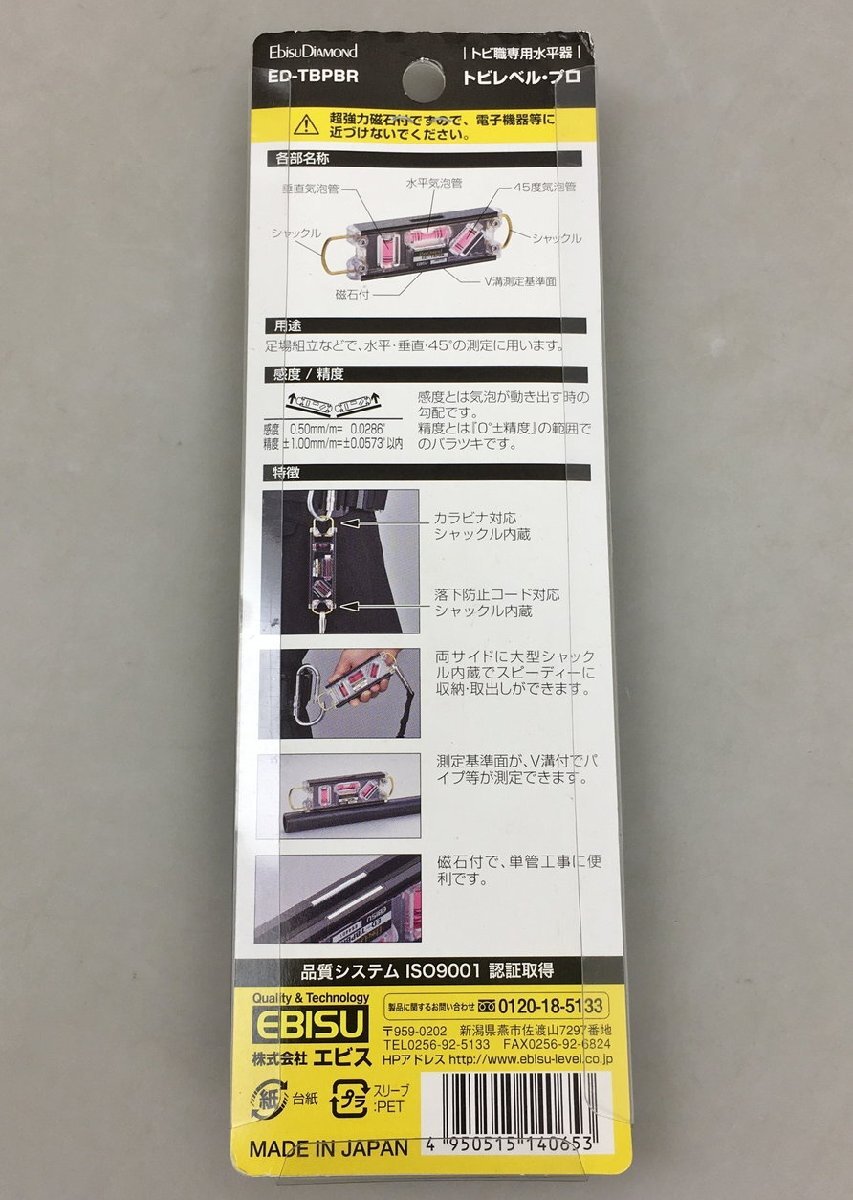 EBISU DIAMOND
トビ職専用水平器
ED-TBPBR
トビレベル・プロ
超強力磁石付ですので、電子機器等に
近づけないでください。
各部名称
垂直気泡管
水平気泡管
45度気泡管
シャックル
シャックル
EBISU
磁石付
V溝測定基準面
用途
足場組立などで、水平・垂直・45°の測定に用います。
感度 / 精度
感度 0.50mm/m= 0.0286°
精度 ±1.00mm/m=±0.0573°以内
感度とは気泡が動き出す時の
勾配です。
精度とは『0°±精度』の範囲で
のバラツキです。
特徴
カラビナ対応
シャックル内蔵
落下防止コード対応
シャックル内蔵
両サイドに大型シャック
ル内蔵でスピーディーに
収納・取出しができます。
測定基準面が、V溝付でパ
イプ等が測定できます。
磁石付で、単管工事に便
利です。
品質システム ISO9001 認証取得
Quality & Technology
EBISU
株式会社 エビス
製品に関するお問い合わせ 0120-18-5133
〒959-0202 新潟県燕市佐渡山7297番地
TEL0256-92-5133 FAX0256-92-6824
HPアドレス http://www.ebisu-level.co.jp
紙 台紙
プラ スリーブ
:PET
MADE IN JAPAN
4 950515 140653